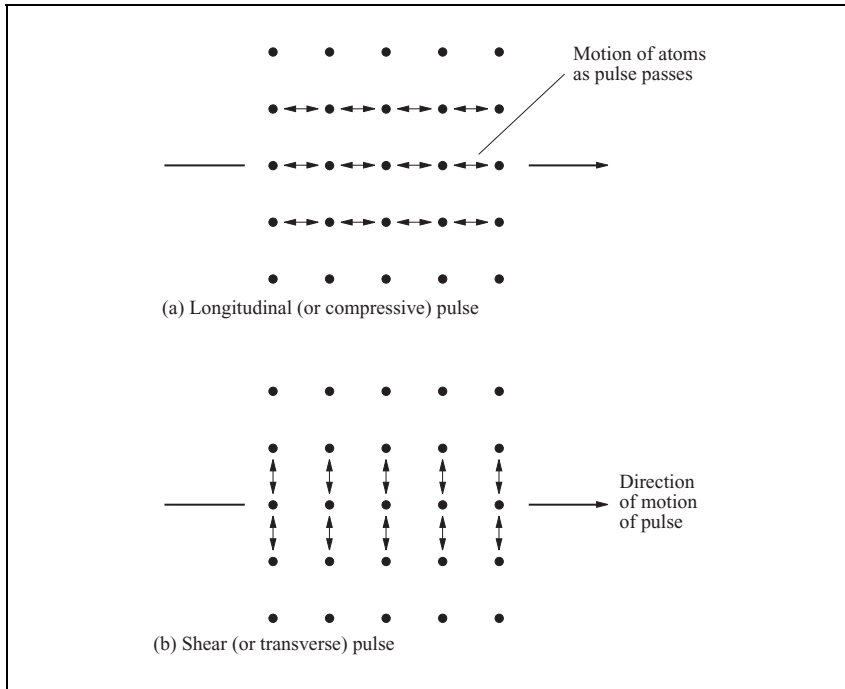 Motion of atoms
as pulse passes
(a) Longitudinal (or compressive) pulse
Direction
of motion
of pulse
(b) Shear (or transverse) pulse